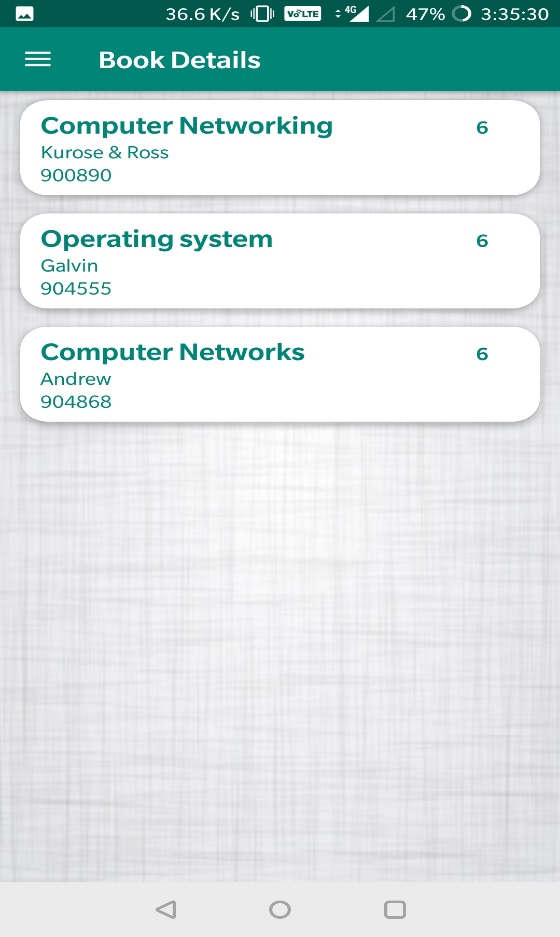 36.6 K/s VoLTE 4G 47% 3:35:30
Book Details
Computer Networking 6
Kurose & Ross
900890
Operating system 6
Galvin
904555
Computer Networks 6
Andrew
904868